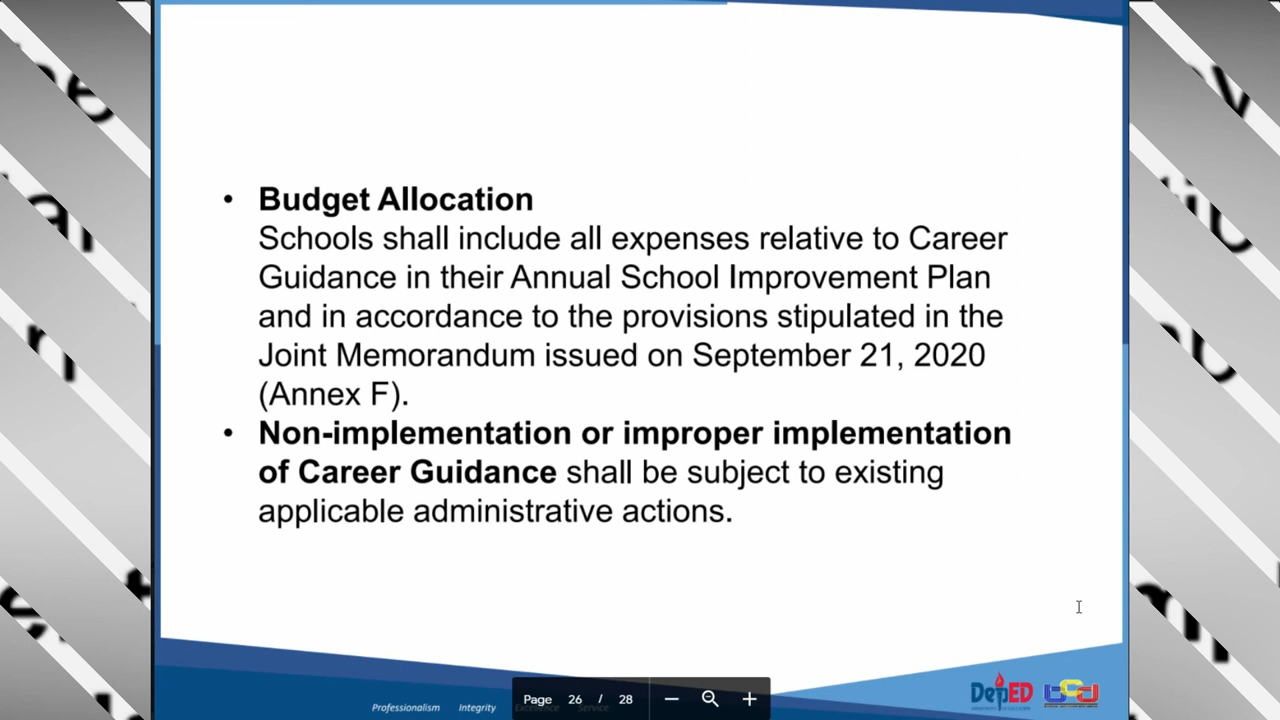 • Budget Allocation
Schools shall include all expenses relative to Career
Guidance in their Annual School Improvement Plan
and in accordance to the provisions stipulated in the
Joint Memorandum issued on September 21, 2020
(Annex F).
• Non-implementation or improper implementation
of Career Guidance shall be subject to existing
applicable administrative actions.
Page 26 / 28
Professionalism Integrity Excellence Service
DepED